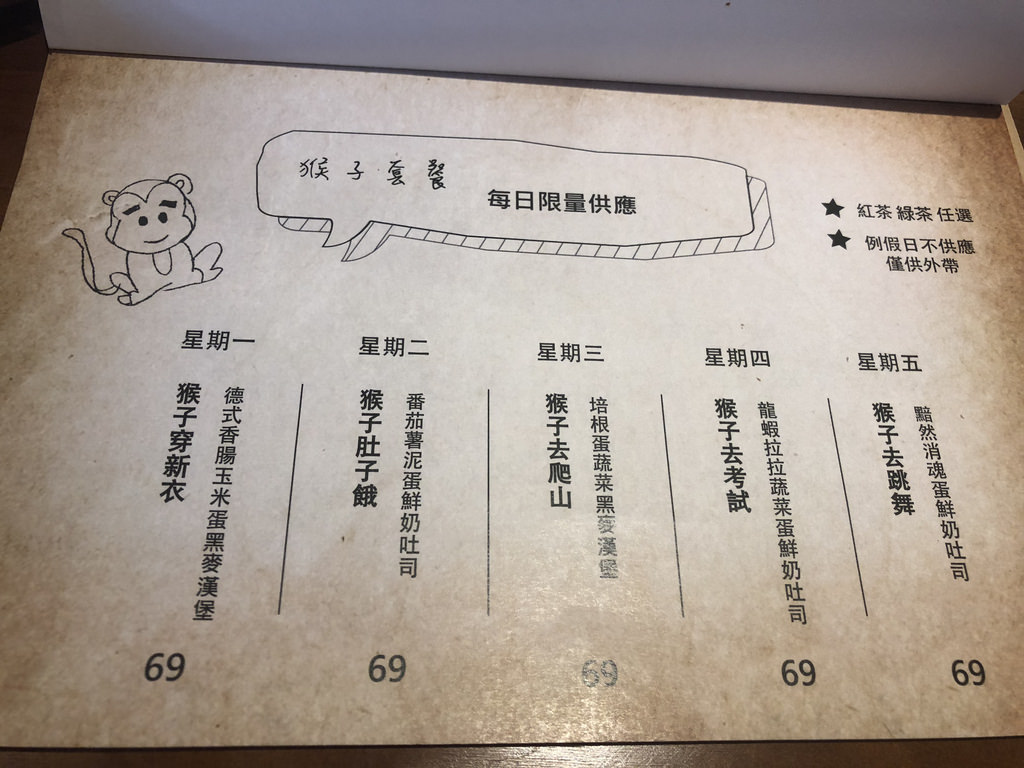 猴子套餐
每日限量供應
★ 紅茶 綠茶 任選
★ 例假日不供應
僅供外帶
星期一
猴子穿新衣
德式香腸玉米蛋黑麥漢堡
69
星期二
猴子肚子餓
番茄薯泥蛋鮮奶吐司
69
星期三
猴子去爬山
培根蛋蔬菜黑麥漢堡
69
星期四
猴子去考試
龍蝦拉拉蔬菜蛋鮮奶吐司
69
星期五
猴子去跳舞
黯然消魂蛋鮮奶吐司
69